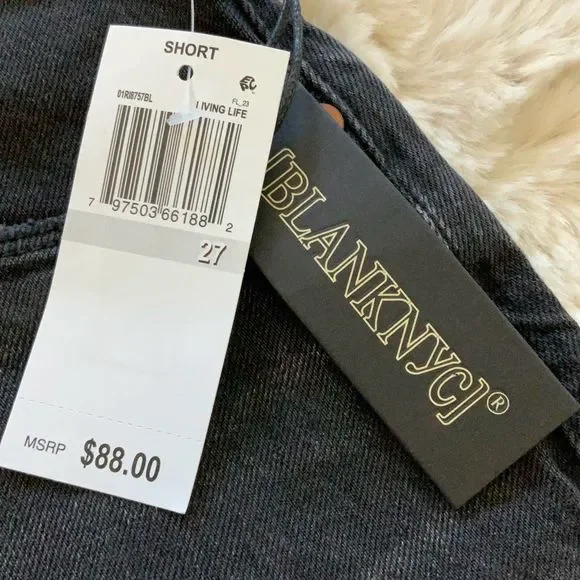 SHORT
01RI8757BL
FL_23
LIVING LIFE
7 97503 66188 2
27
MSRP $88.00
[BLANKNYC]®